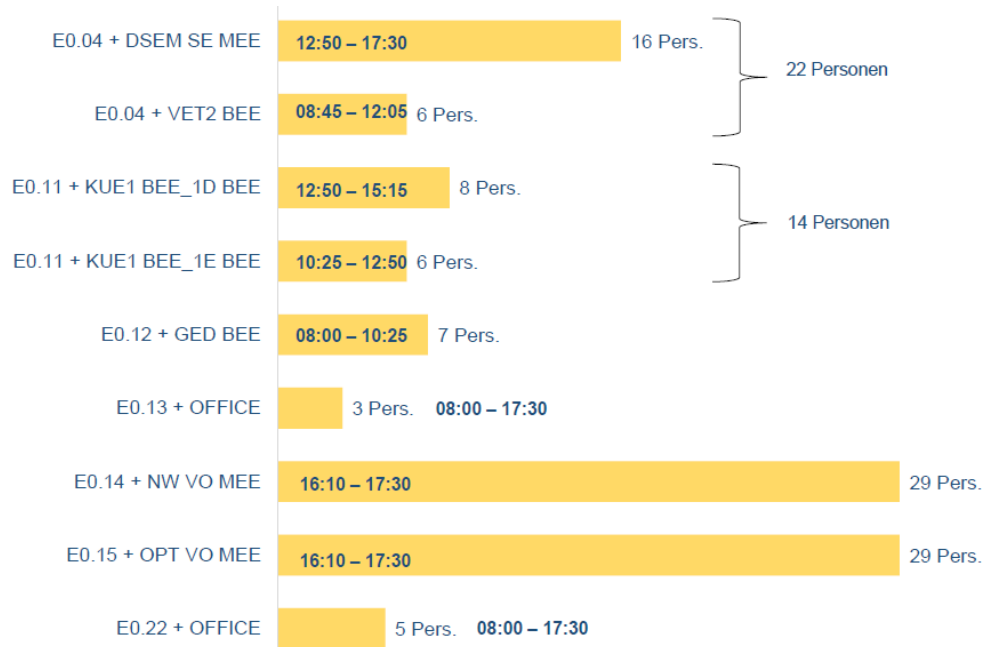 E0.04 + DSEM SE MEE 12:50 – 17:30 16 Pers.
22 Personen
E0.04 + VET2 BEE 08:45 – 12:05 6 Pers.
E0.11 + KUE1 BEE_1D BEE 12:50 – 15:15 8 Pers.
14 Personen
E0.11 + KUE1 BEE_1E BEE 10:25 – 12:50 6 Pers.
E0.12 + GED BEE 08:00 – 10:25 7 Pers.
E0.13 + OFFICE 3 Pers. 08:00 – 17:30
E0.14 + NW VO MEE 16:10 – 17:30 29 Pers.
E0.15 + OPT VO MEE 16:10 – 17:30 29 Pers.
E0.22 + OFFICE 5 Pers. 08:00 – 17:30